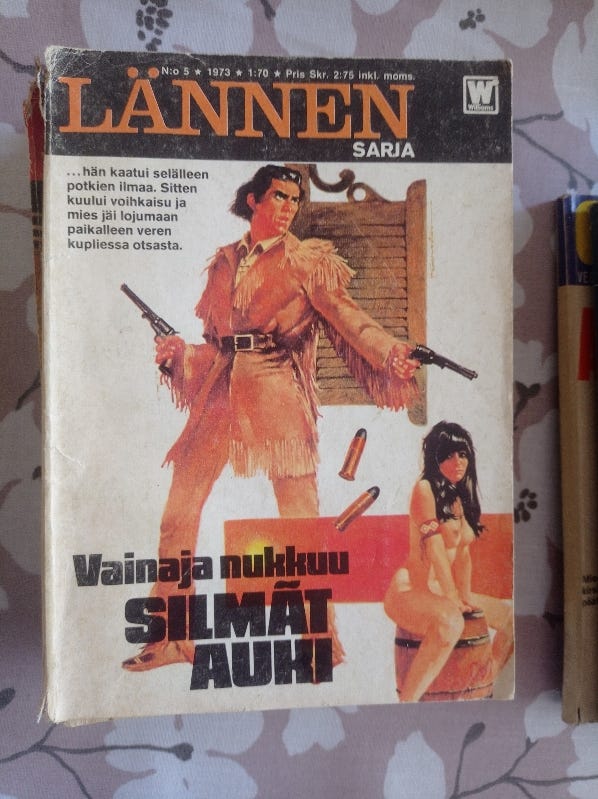 N:o 5 ★ 1973 ★ 1:70 ★ Pris Skr. 2:75 inkl. moms.
LÄNNEN
SARJA
W
Williams
...hän kaatui selälleen
potkien ilmaa. Sitten
kuului voihkaisu ja
mies jäi lojumaan
paikalleen veren
kupliessa otsasta.
Vainaja nukkuu
SILMÄT
AUKI